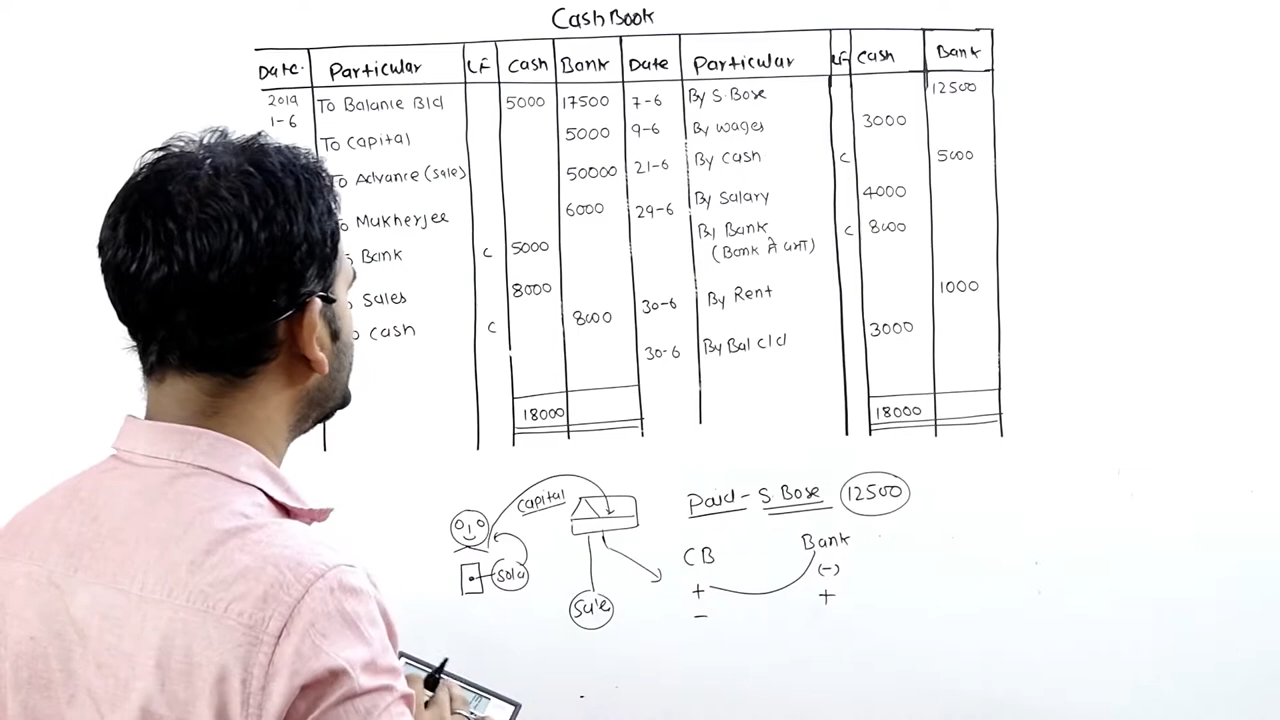 Cash Book
Date. Particular LF Cash Bank Date Particular LF Cash Bank
2019 To Balance B/d 5000 17500 7-6 By S. Bose 12500
1-6
To Capital 5000 9-6 By wages 3000
To Advance (sale) 50000 21-6 By Cash C 5000
To Mukherjee 6000 29-6 By Salary 4000
Bank C 5000 By Bank C 8000
(Bank में जमा)
Sales 8000 30-6 By Rent 1000
cash C 8000 30-6 By Bal c/d 3000
18000 18000
Capital
Sold
Sale
Paid - S. Bose 12500
CB Bank
+ (-)
- +